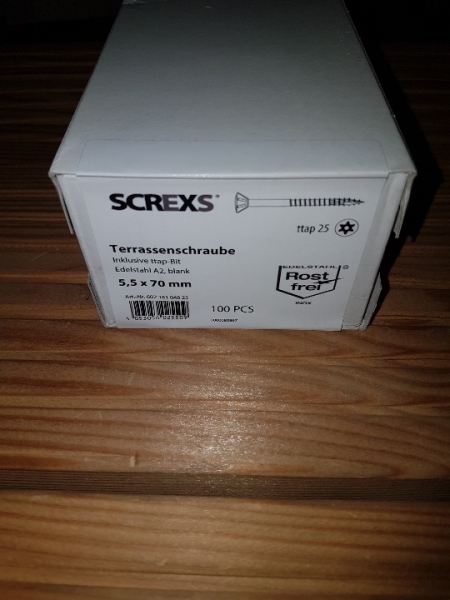 SCREXS®
ttap 25
Terrassenschraube
Inklusive ttap-Bit
Edelstahl A2, blank
5,5 x 70 mm
EDELSTAHL
Rost
frei
100 PCS